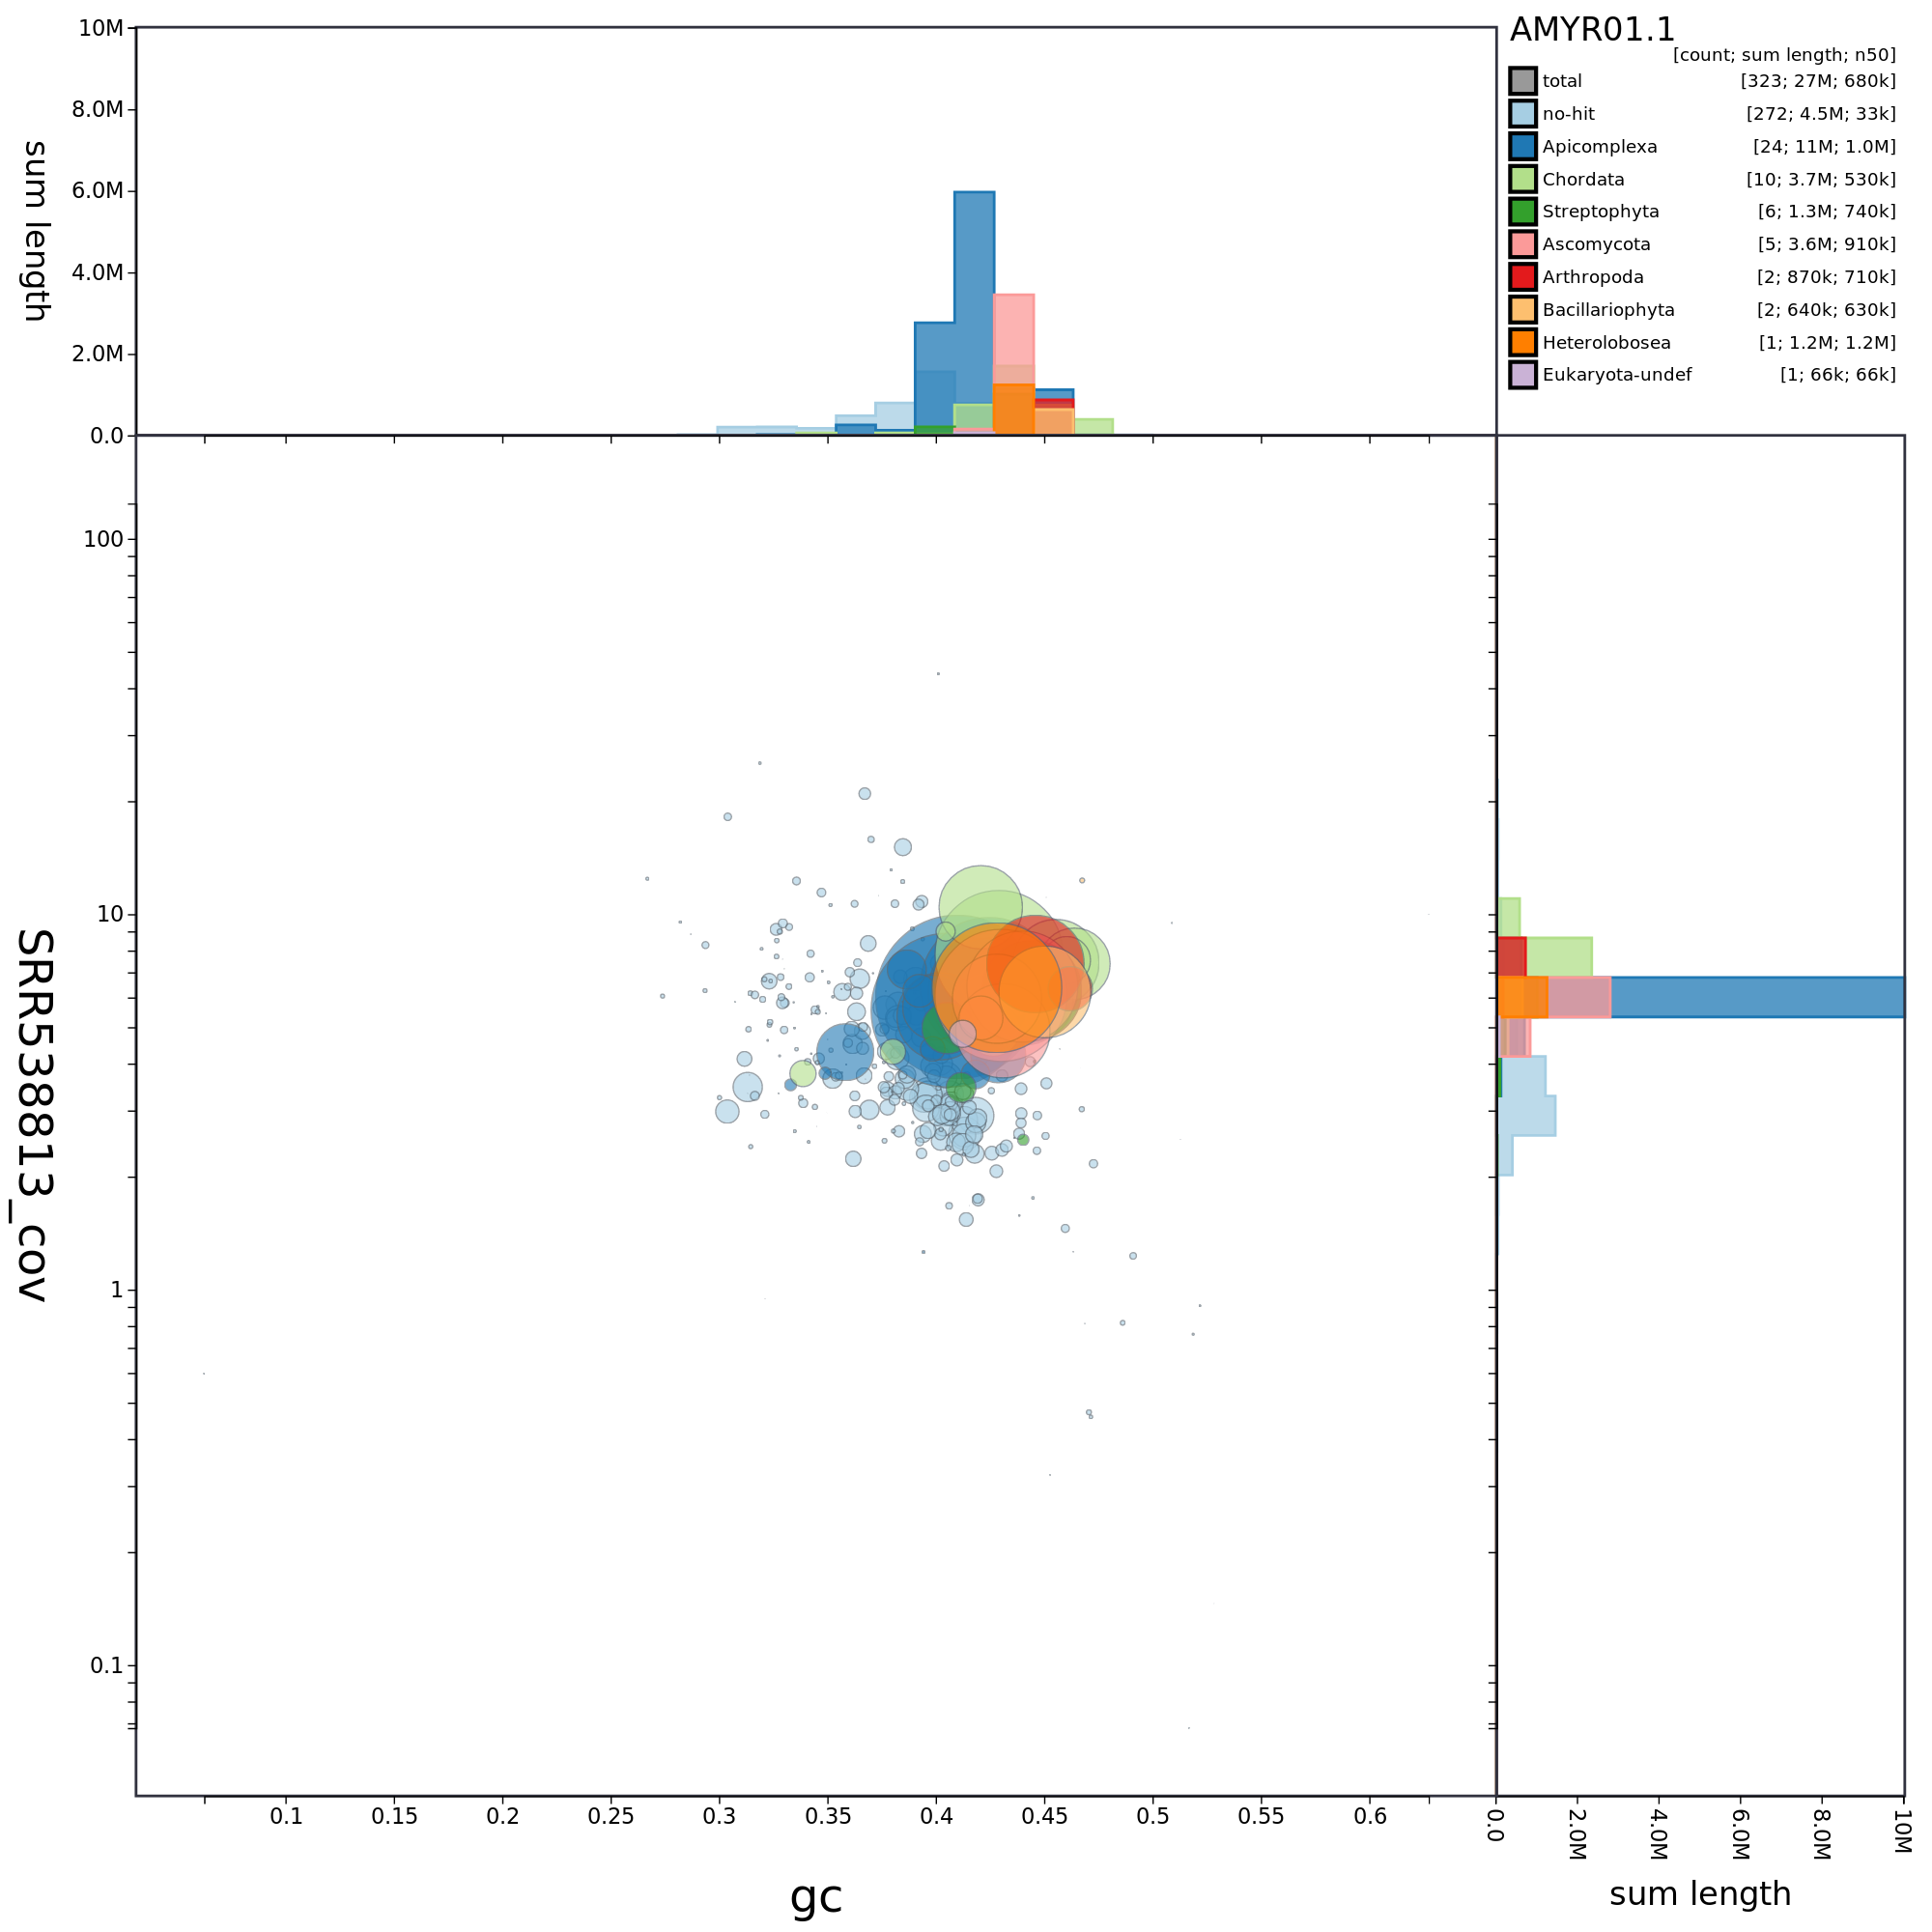 AMYR01.1
[count; sum length; n50]
total [323; 27M; 680k]
no-hit [272; 4.5M; 33k]
Apicomplexa [24; 11M; 1.0M]
Chordata [10; 3.7M; 530k]
Streptophyta [6; 1.3M; 740k]
Ascomycota [5; 3.6M; 910k]
Arthropoda [2; 870k; 710k]
Bacillariophyta [2; 640k; 630k]
Heterolobosea [1; 1.2M; 1.2M]
Eukaryota-undef [1; 66k; 66k]
10M
8.0M
6.0M
4.0M
2.0M
0.0
sum length
100
10
1
0.1
SRR538813_cov
0.1 0.15 0.2 0.25 0.3 0.35 0.4 0.45 0.5 0.55 0.6
gc
0.0 2.0M 4.0M 6.0M 8.0M 10M
sum length